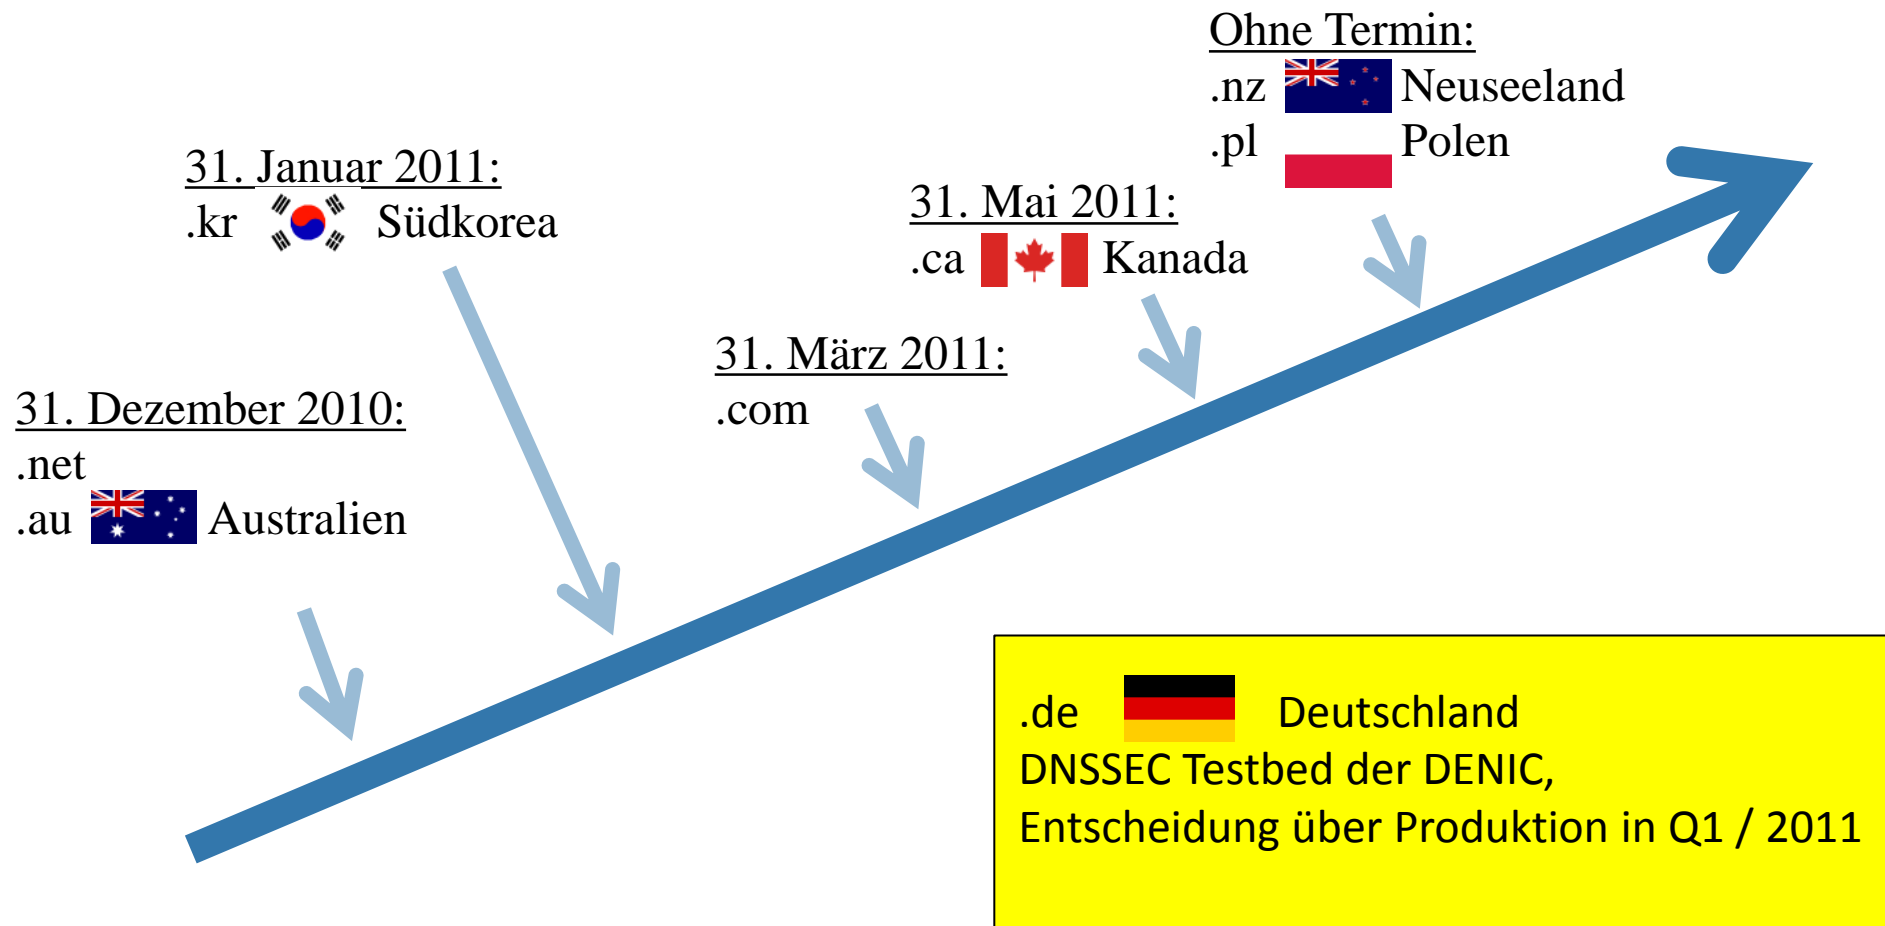 31. Dezember 2010:
.net
.au Australien
31. Januar 2011:
.kr Südkorea
31. März 2011:
.com
31. Mai 2011:
.ca Kanada
Ohne Termin:
.nz Neuseeland
.pl Polen
.de Deutschland
DNSSEC Testbed der DENIC,
Entscheidung über Produktion in Q1 / 2011